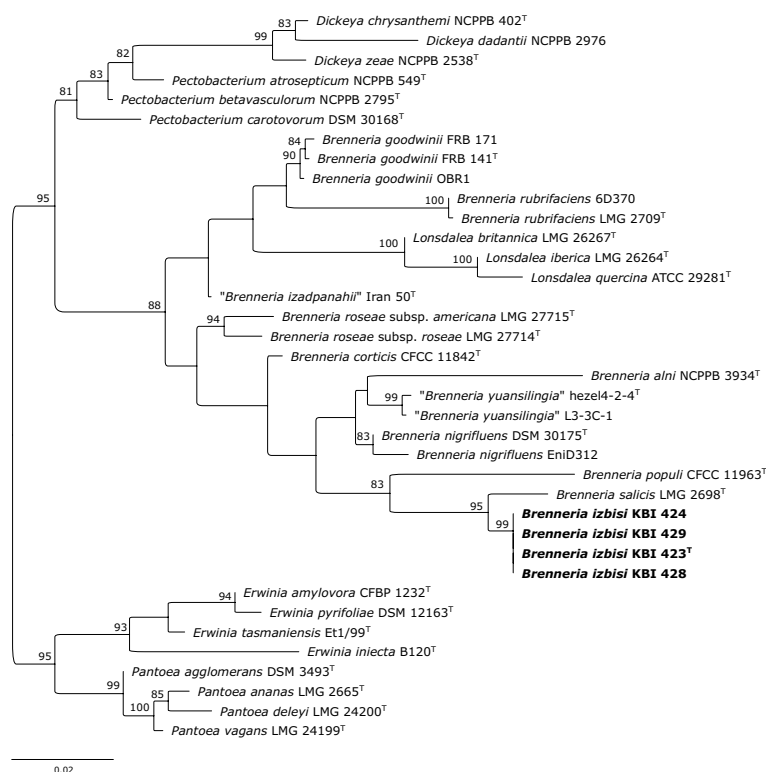 83
Dickeya chrysanthemi NCPPB 402T
99
Dickeya dadantii NCPPB 2976
82
Dickeya zeae NCPPB 2538T
83
Pectobacterium atrosepticum NCPPB 549T
81
Pectobacterium betavasculorum NCPPB 2795T
Pectobacterium carotovorum DSM 30168T
84
Brenneria goodwinii FRB 171
90
Brenneria goodwinii FRB 141T
Brenneria goodwinii OBR1
95
100
Brenneria rubrifaciens 6D370
Brenneria rubrifaciens LMG 2709T
100
Lonsdalea britannica LMG 26267T
100
Lonsdalea iberica LMG 26264T
Lonsdalea quercina ATCC 29281T
88
"Brenneria izadpanahii" Iran 50T
94
Brenneria roseae subsp. americana LMG 27715T
Brenneria roseae subsp. roseae LMG 27714T
Brenneria corticis CFCC 11842T
Brenneria alni NCPPB 3934T
99
"Brenneria yuansilingia" hezel4-2-4T
"Brenneria yuansilingia" L3-3C-1
83
Brenneria nigrifluens DSM 30175T
Brenneria nigrifluens EniD312
83
Brenneria populi CFCC 11963T
95
Brenneria salicis LMG 2698T
Brenneria izbisi KBI 424
99
Brenneria izbisi KBI 429
Brenneria izbisi KBI 423T
Brenneria izbisi KBI 428
94
Erwinia amylovora CFBP 1232T
Erwinia pyrifoliae DSM 12163T
93
Erwinia tasmaniensis Et1/99T
Erwinia iniecta B120T
95
Pantoea agglomerans DSM 3493T
99
85
Pantoea ananas LMG 2665T
100
Pantoea deleyi LMG 24200T
Pantoea vagans LMG 24199T
0.02